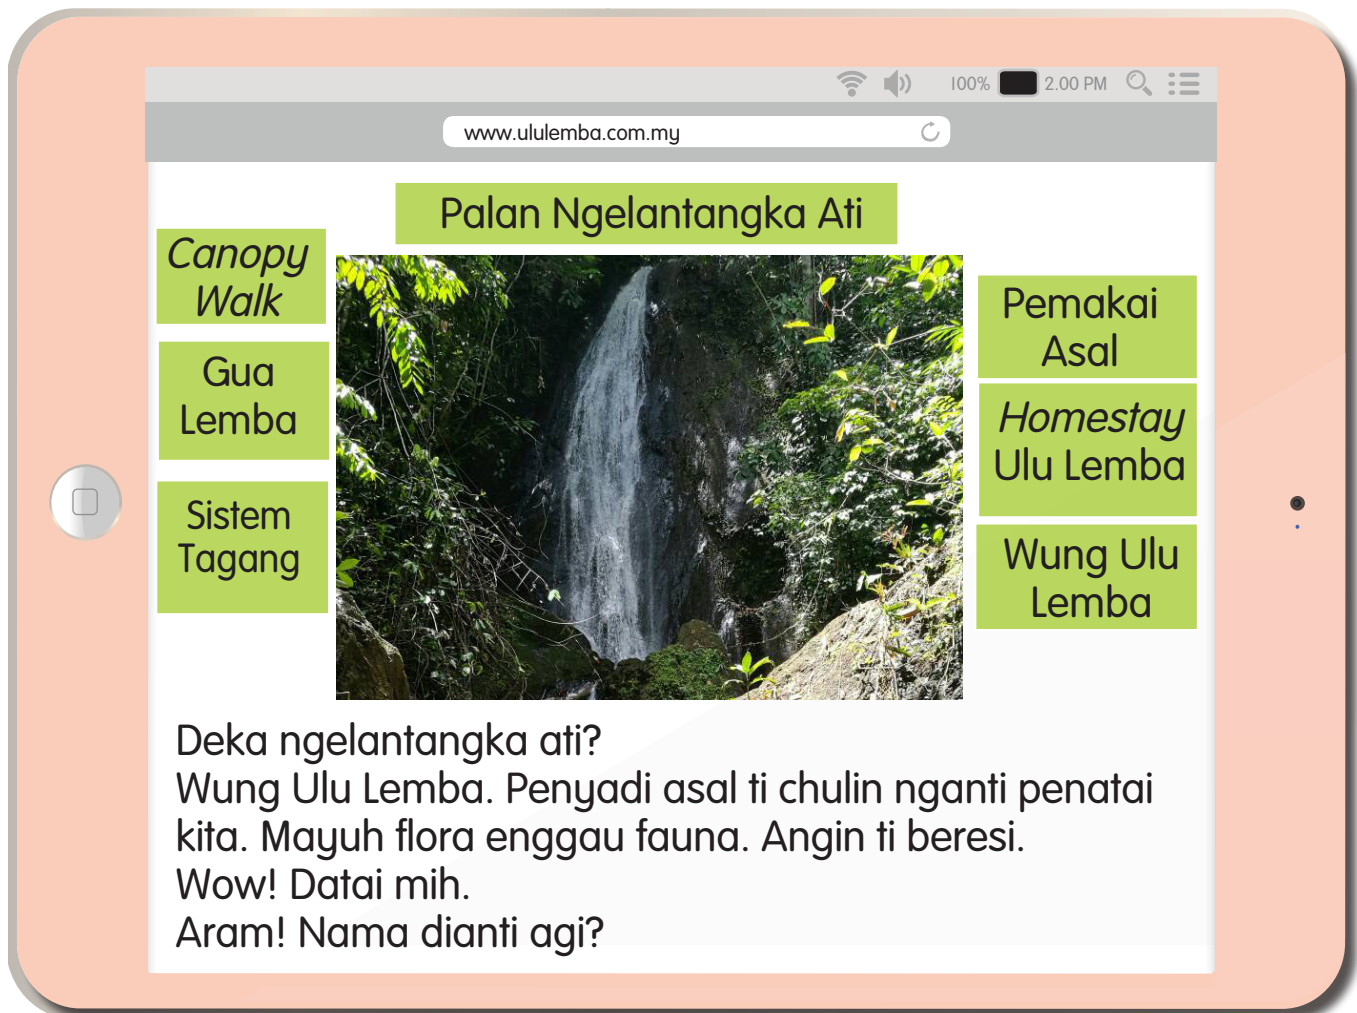 100% 2.00 PM
www.ululemba.com.my
Palan Ngelantangka Ati
Canopy
Walk
Gua
Lemba
Sistem
Tagang
Pemakai
Asal
Homestay
Ulu Lemba
Wung Ulu
Lemba
Deka ngelantangka ati?
Wung Ulu Lemba. Penyadi asal ti chulin nganti penatai
kita. Mayuh flora enggau fauna. Angin ti beresi.
Wow! Datai mih.
Aram! Nama dianti agi?